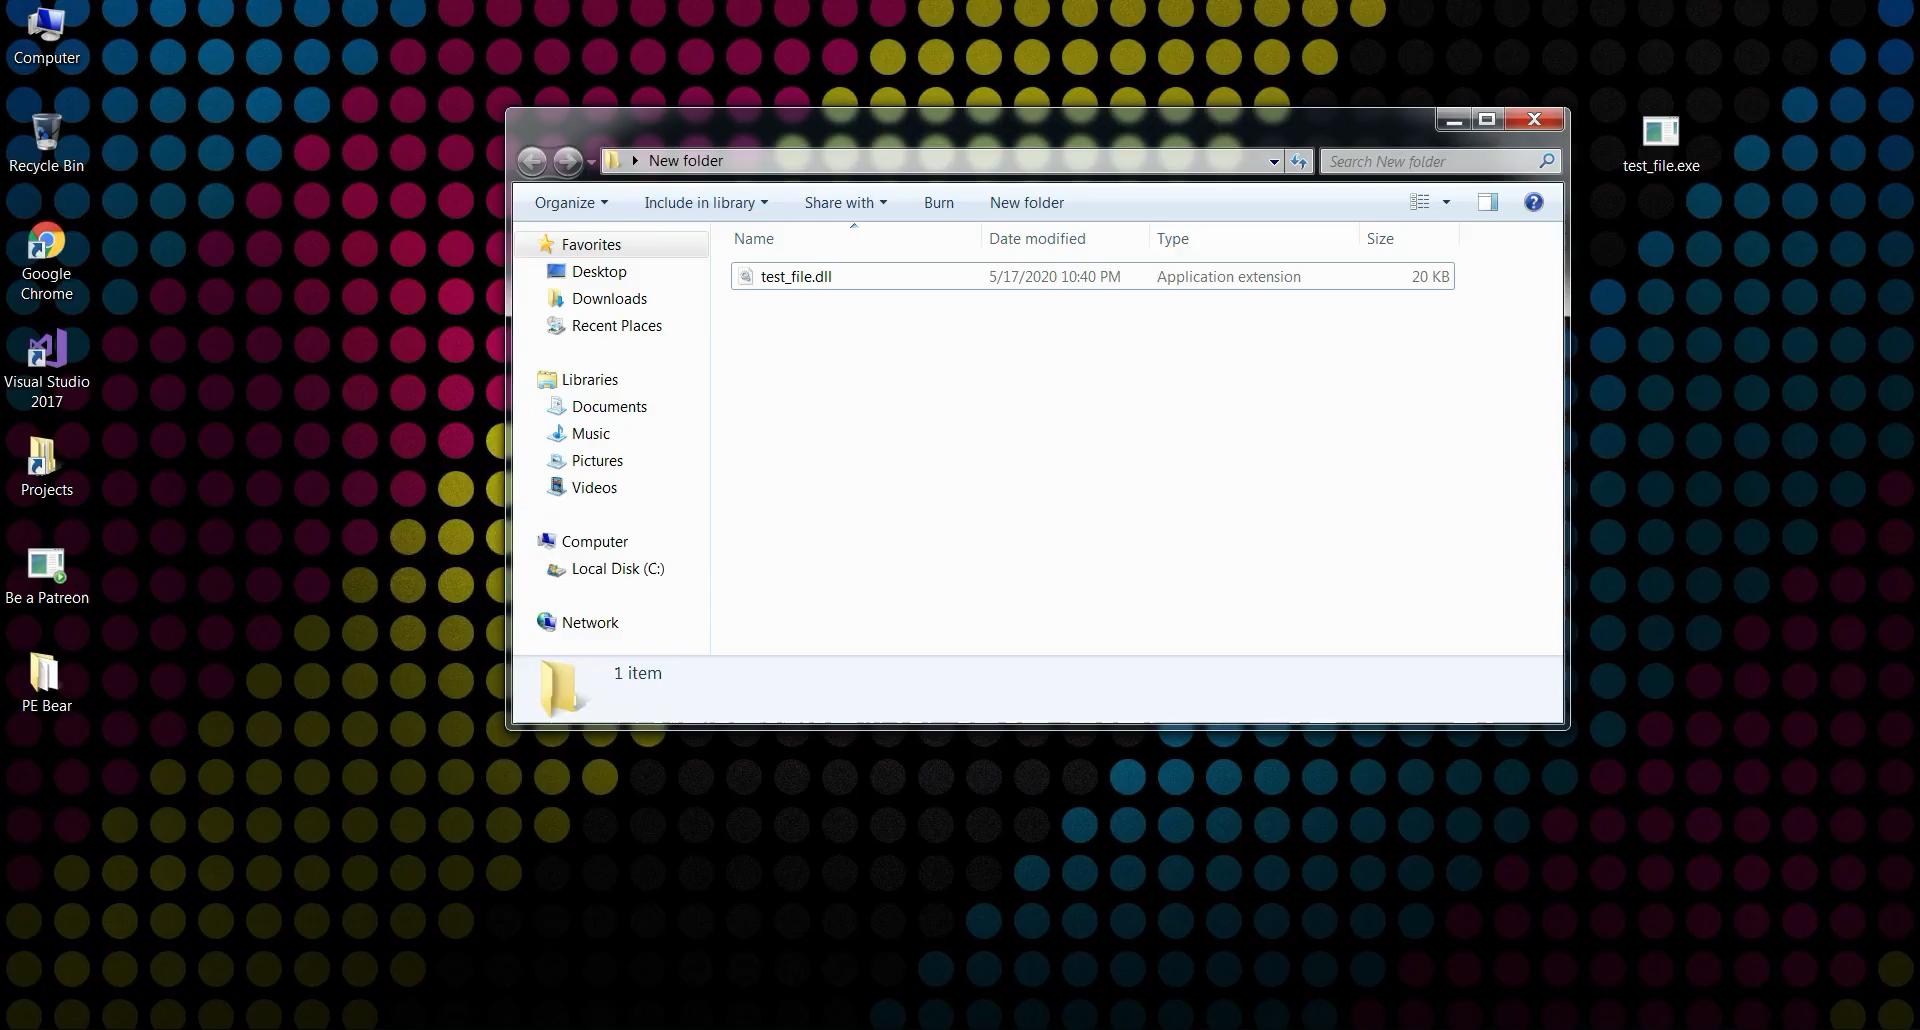 Computer
Recycle Bin
Google
Chrome
Visual Studio
2017
Projects
Be a Patreon
PE Bear
New folder
Search New folder
Organize
Include in library
Share with
Burn
New folder
Favorites
Desktop
Downloads
Recent Places
Libraries
Documents
Music
Pictures
Videos
Computer
Local Disk (C:)
Network
Name Date modified Type Size
test_file.dll 5/17/2020 10:40 PM Application extension 20 KB
1 item
test_file.exe